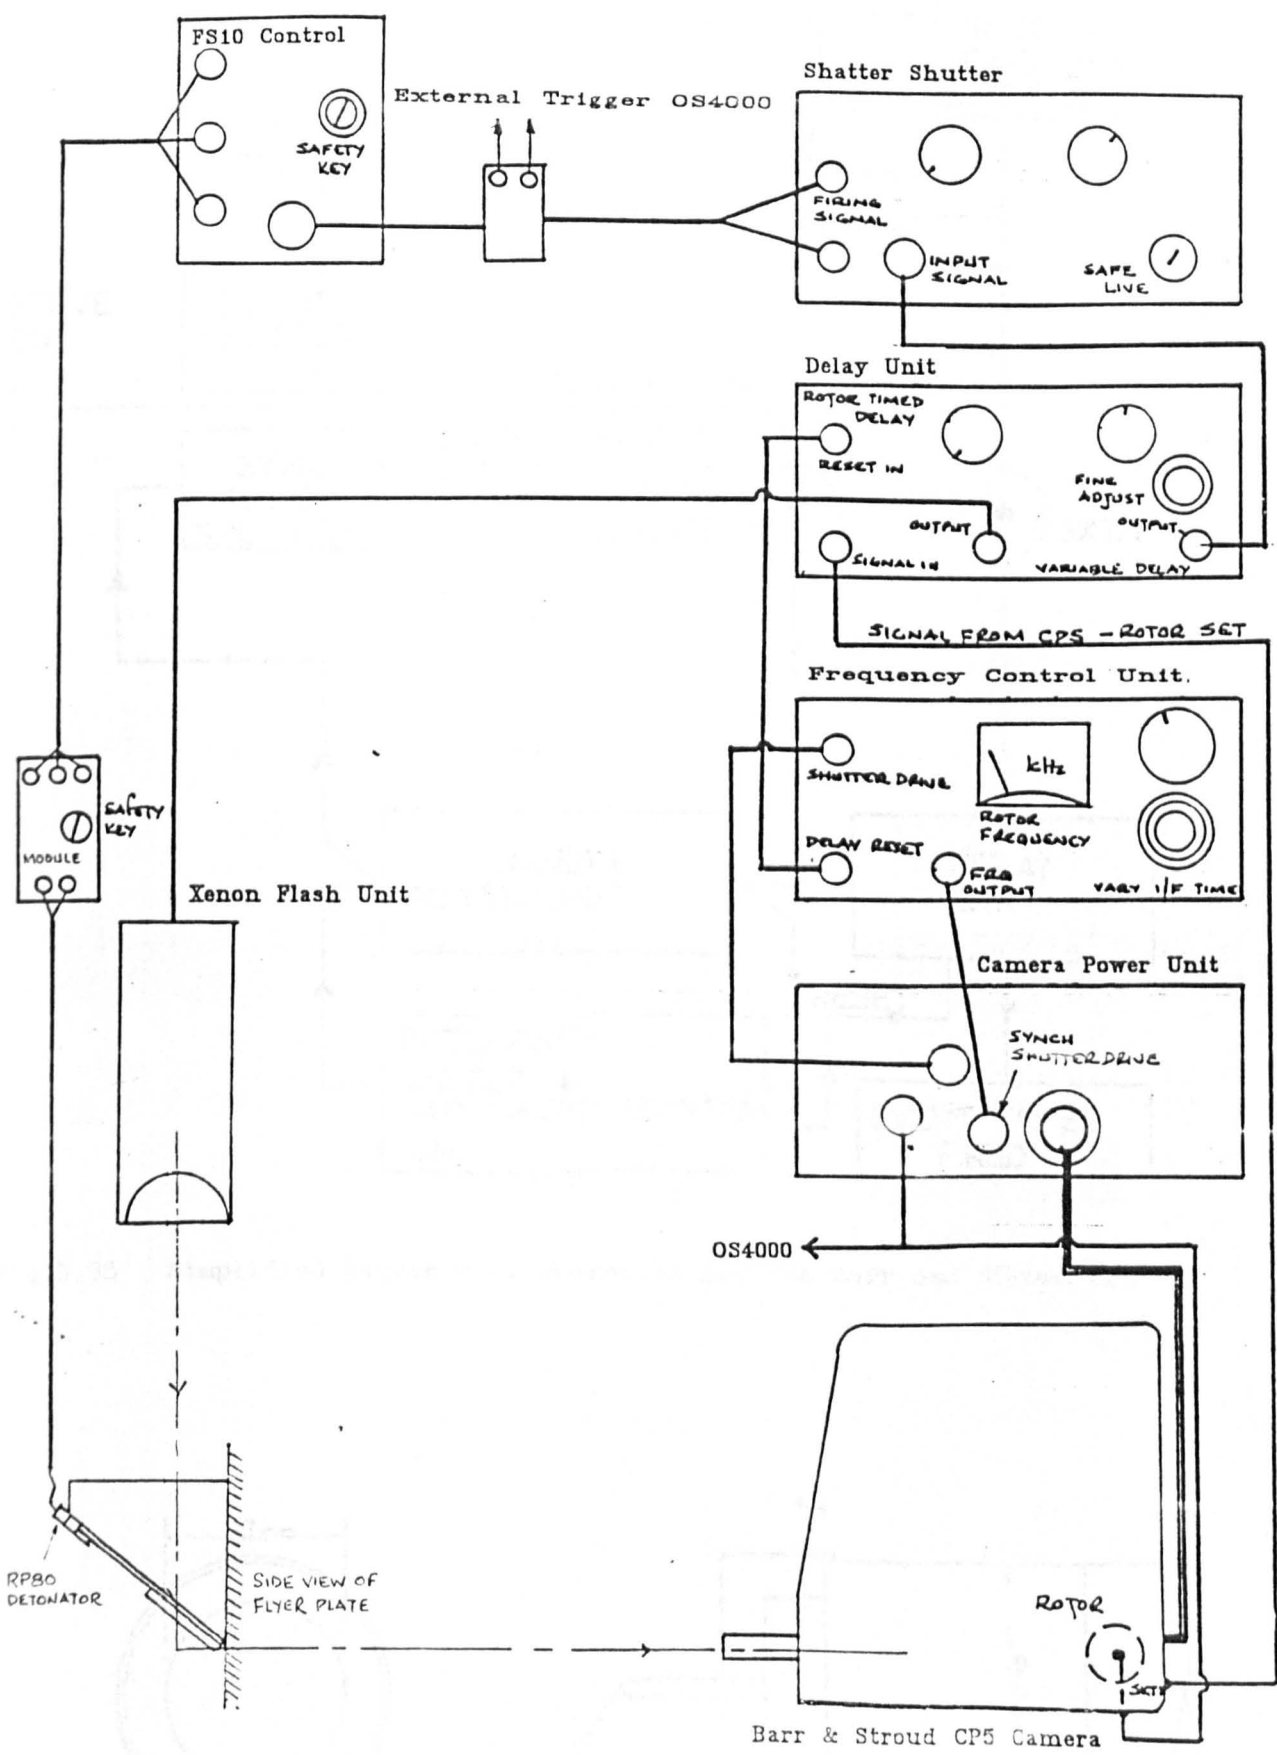 FS10 Control
SAFETY
KEY
External Trigger OS4000
Shatter Shutter
FIRING
SIGNAL
INPUT
SIGNAL
SAFE
LIVE
Delay Unit
ROTOR TIMED
DELAY
RESET IN
FINE
ADJUST
OUTPUT
OUTPUT
SIGNAL IN
VARIABLE DELAY
SIGNAL FROM CP5 - ROTOR SET
Frequency Control Unit.
SHUTTER DRIVE
kHz
ROTOR
FREQUENCY
DELAY RESET
FRQ
OUTPUT
VARY I/F TIME
SAFETY
KEY
MODULE
Xenon Flash Unit
Camera Power Unit
SYNCH
SHUTTER DRIVE
OS4000
RP80
DETONATOR
SIDE VIEW OF
FLYER PLATE
ROTOR
Barr & Stroud CP5 Camera